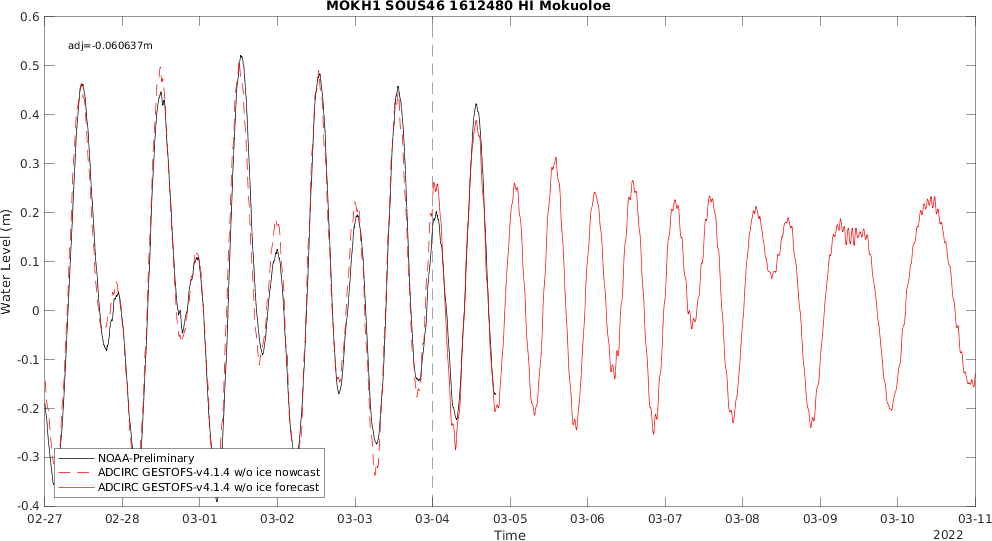 MOKH1 SOUS46 1612480 HI Mokuoloe
adj=-0.060637m
Water Level (m)
0.6
0.5
0.4
0.3
0.2
0.1
0
-0.1
-0.2
-0.3
-0.4
NOAA-Preliminary
ADCIRC GESTOFS-v4.1.4 w/o ice nowcast
ADCIRC GESTOFS-v4.1.4 w/o ice forecast
02-27 02-28 03-01 03-02 03-03 03-04 03-05 03-06 03-07 03-08 03-09 03-10 03-11
Time
2022